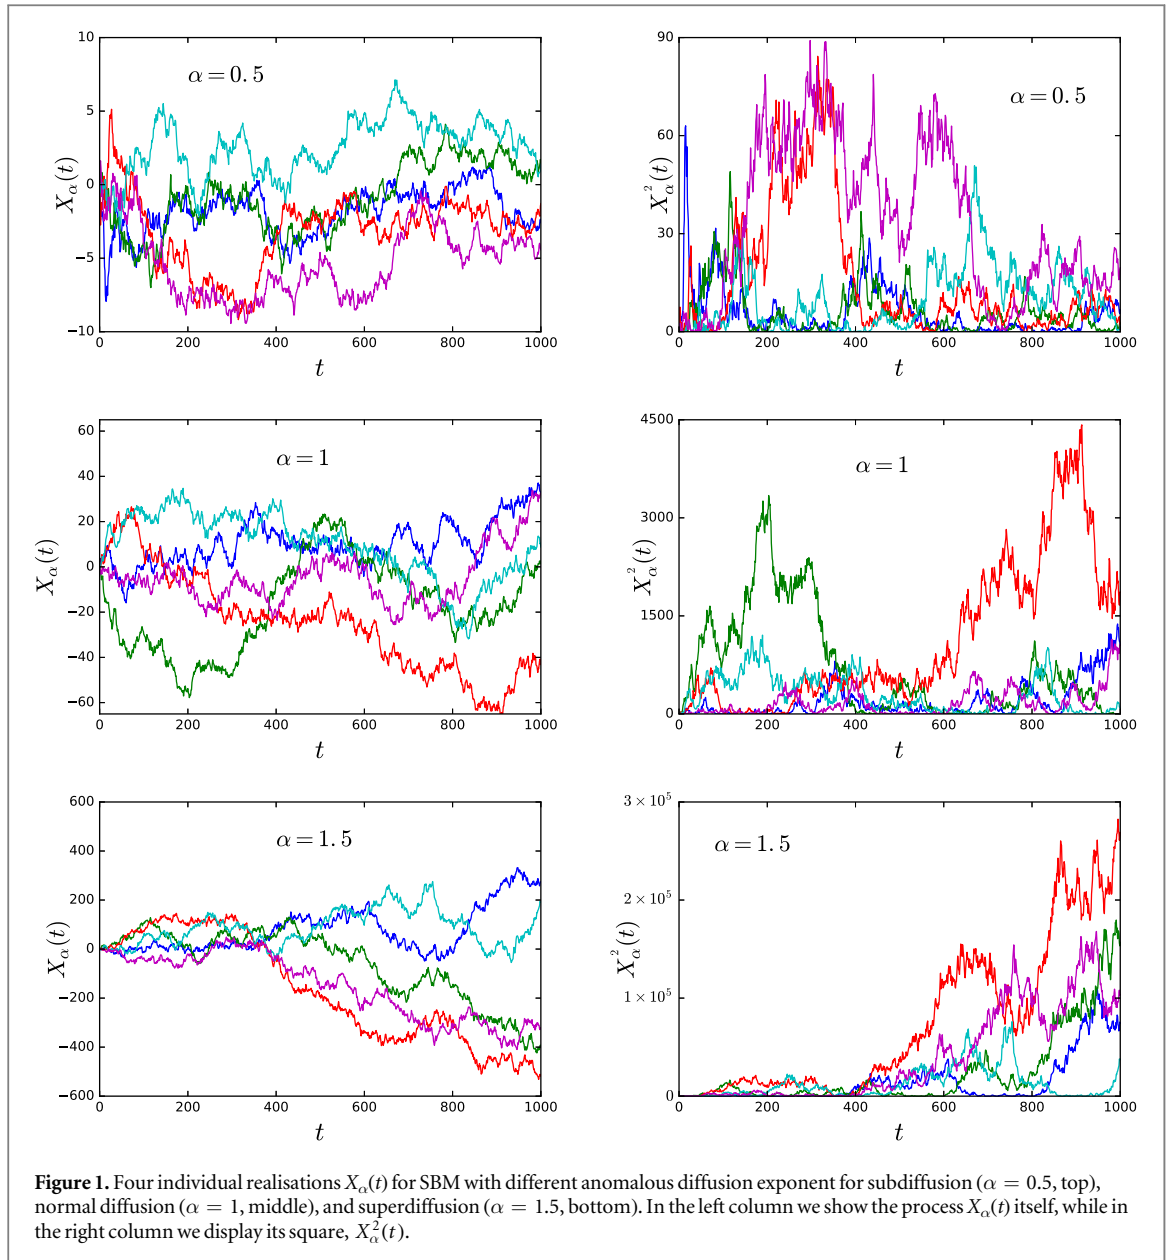 10
5
0
−5
−10
X_α(t)
α = 0.5
0 200 400 600 800 1000
t
90
60
30
0
X_α^2(t)
α = 0.5
0 200 400 600 800 1000
t
60
40
20
0
−20
−40
−60
X_α(t)
α = 1
0 200 400 600 800 1000
t
4500
3000
1500
0
X_α^2(t)
α = 1
0 200 400 600 800 1000
t
600
400
200
0
−200
−400
−600
X_α(t)
α = 1.5
0 200 400 600 800 1000
t
3 × 10^5
2 × 10^5
1 × 10^5
0
X_α^2(t)
α = 1.5
0 200 400 600 800 1000
t
Figure 1. Four individual realisations X_α(t) for SBM with different anomalous diffusion exponent for subdiffusion (α = 0.5, top),
normal diffusion (α = 1, middle), and superdiffusion (α = 1.5, bottom). In the left column we show the process X_α(t) itself, while in
the right column we display its square, X_α^2(t).